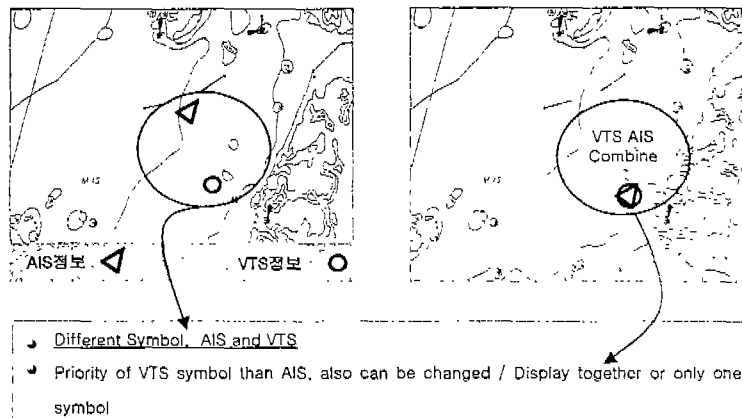 VTS AIS
Combine
AIS정보
VTS정보
Different Symbol, AIS and VTS
Priority of VTS symbol than AIS, also can be changed / Display together or only one
symbol